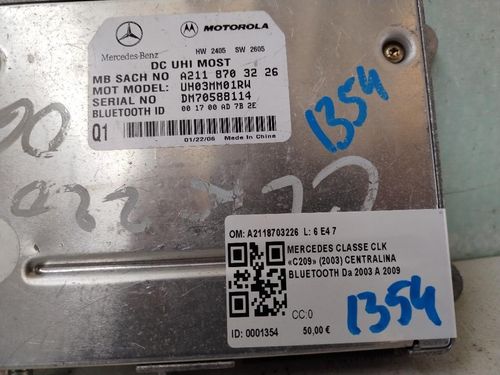 Mercedes-Benz
MOTOROLA
HW 2405 SW 2605
DC UHI MOST
MB SACH NO A211 870 32 26
MOT MODEL: UH03MM01RW
SERIAL NO DM70588114
BLUETOOTH ID 00 17 00 AD 7B 2E
Q1
01/22/06 Made In China
1354
OM: A2118703226 L: 6 E4 7
MERCEDES CLASSE CLK
«C209» (2003) CENTRALINA
BLUETOOTH Da 2003 A 2009
CC:0
ID: 0001354 50,00 €
1354